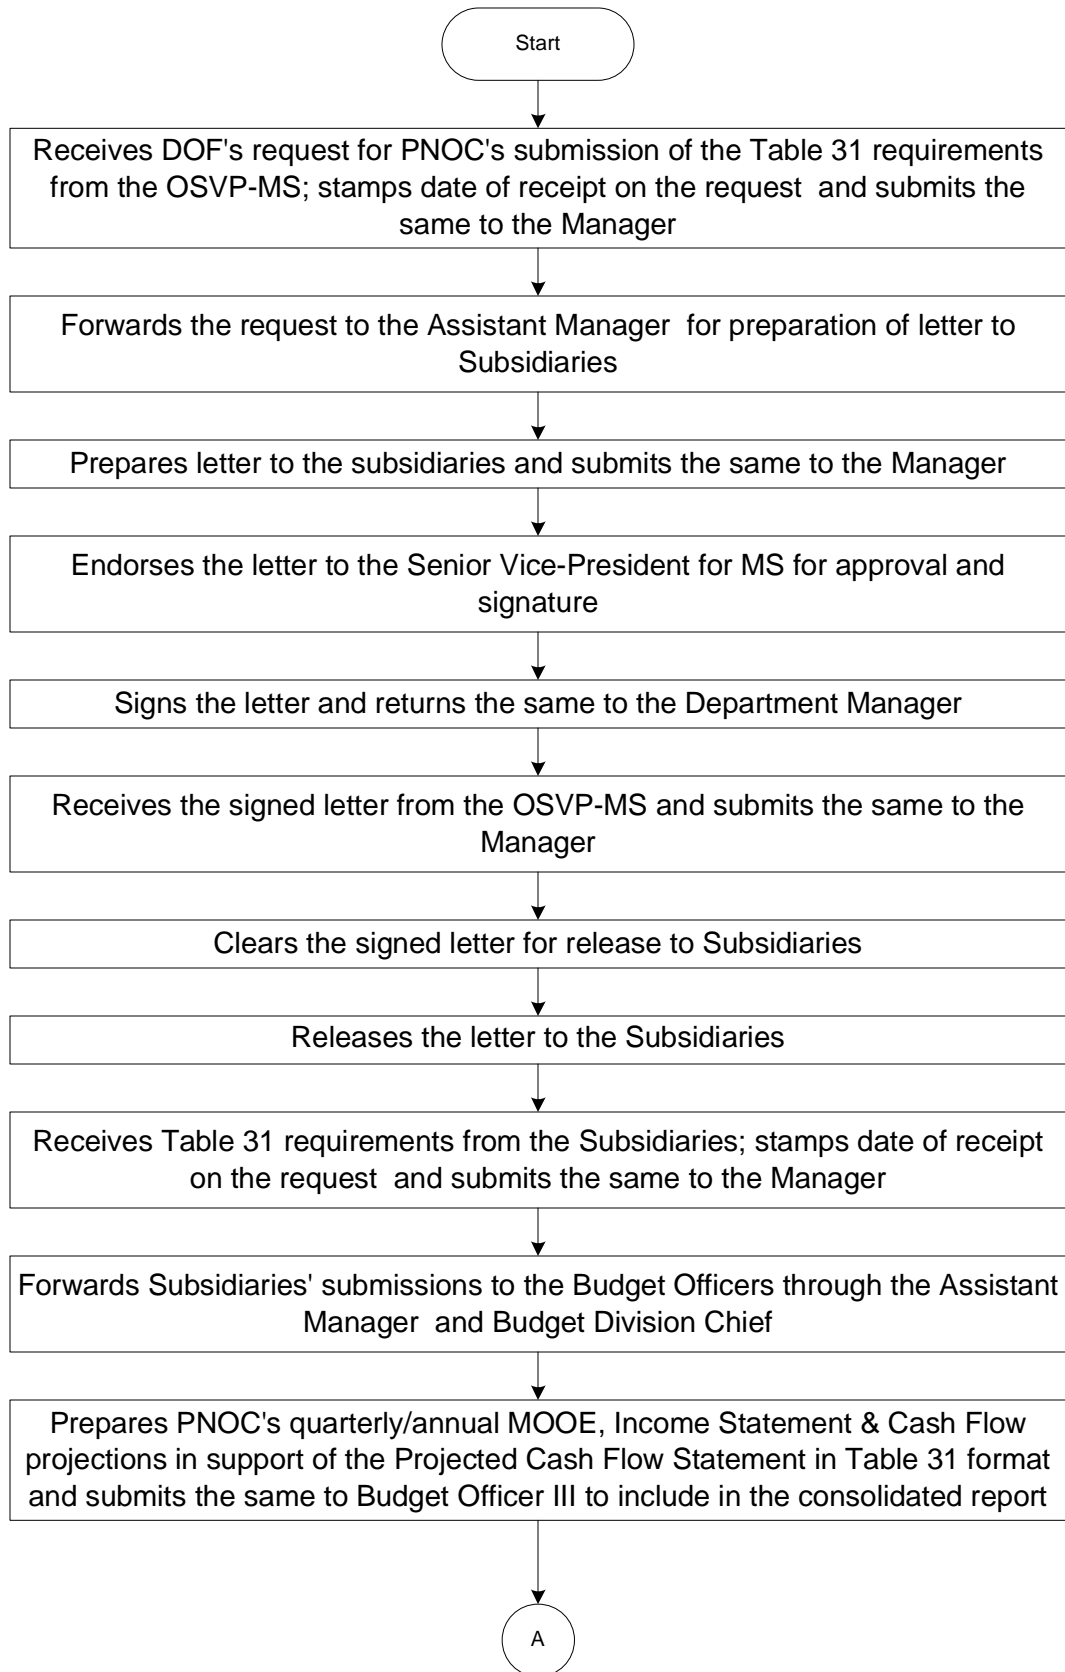 Start
Receives DOF's request for PNOC's submission of the Table 31 requirements
from the OSVP-MS; stamps date of receipt on the request  and submits the
same to the Manager
Forwards the request to the Assistant Manager  for preparation of letter to
Subsidiaries
Prepares letter to the subsidiaries and submits the same to the Manager
Endorses the letter to the Senior Vice-President for MS for approval and
signature
Signs the letter and returns the same to the Department Manager
Receives the signed letter from the OSVP-MS and submits the same to the
Manager
Clears the signed letter for release to Subsidiaries
Releases the letter to the Subsidiaries
Receives Table 31 requirements from the Subsidiaries; stamps date of receipt
on the request  and submits the same to the Manager
Forwards Subsidiaries' submissions to the Budget Officers through the Assistant
Manager  and Budget Division Chief
Prepares PNOC's quarterly/annual MOOE, Income Statement & Cash Flow
projections in support of the Projected Cash Flow Statement in Table 31 format
and submits the same to Budget Officer III to include in the consolidated report
A